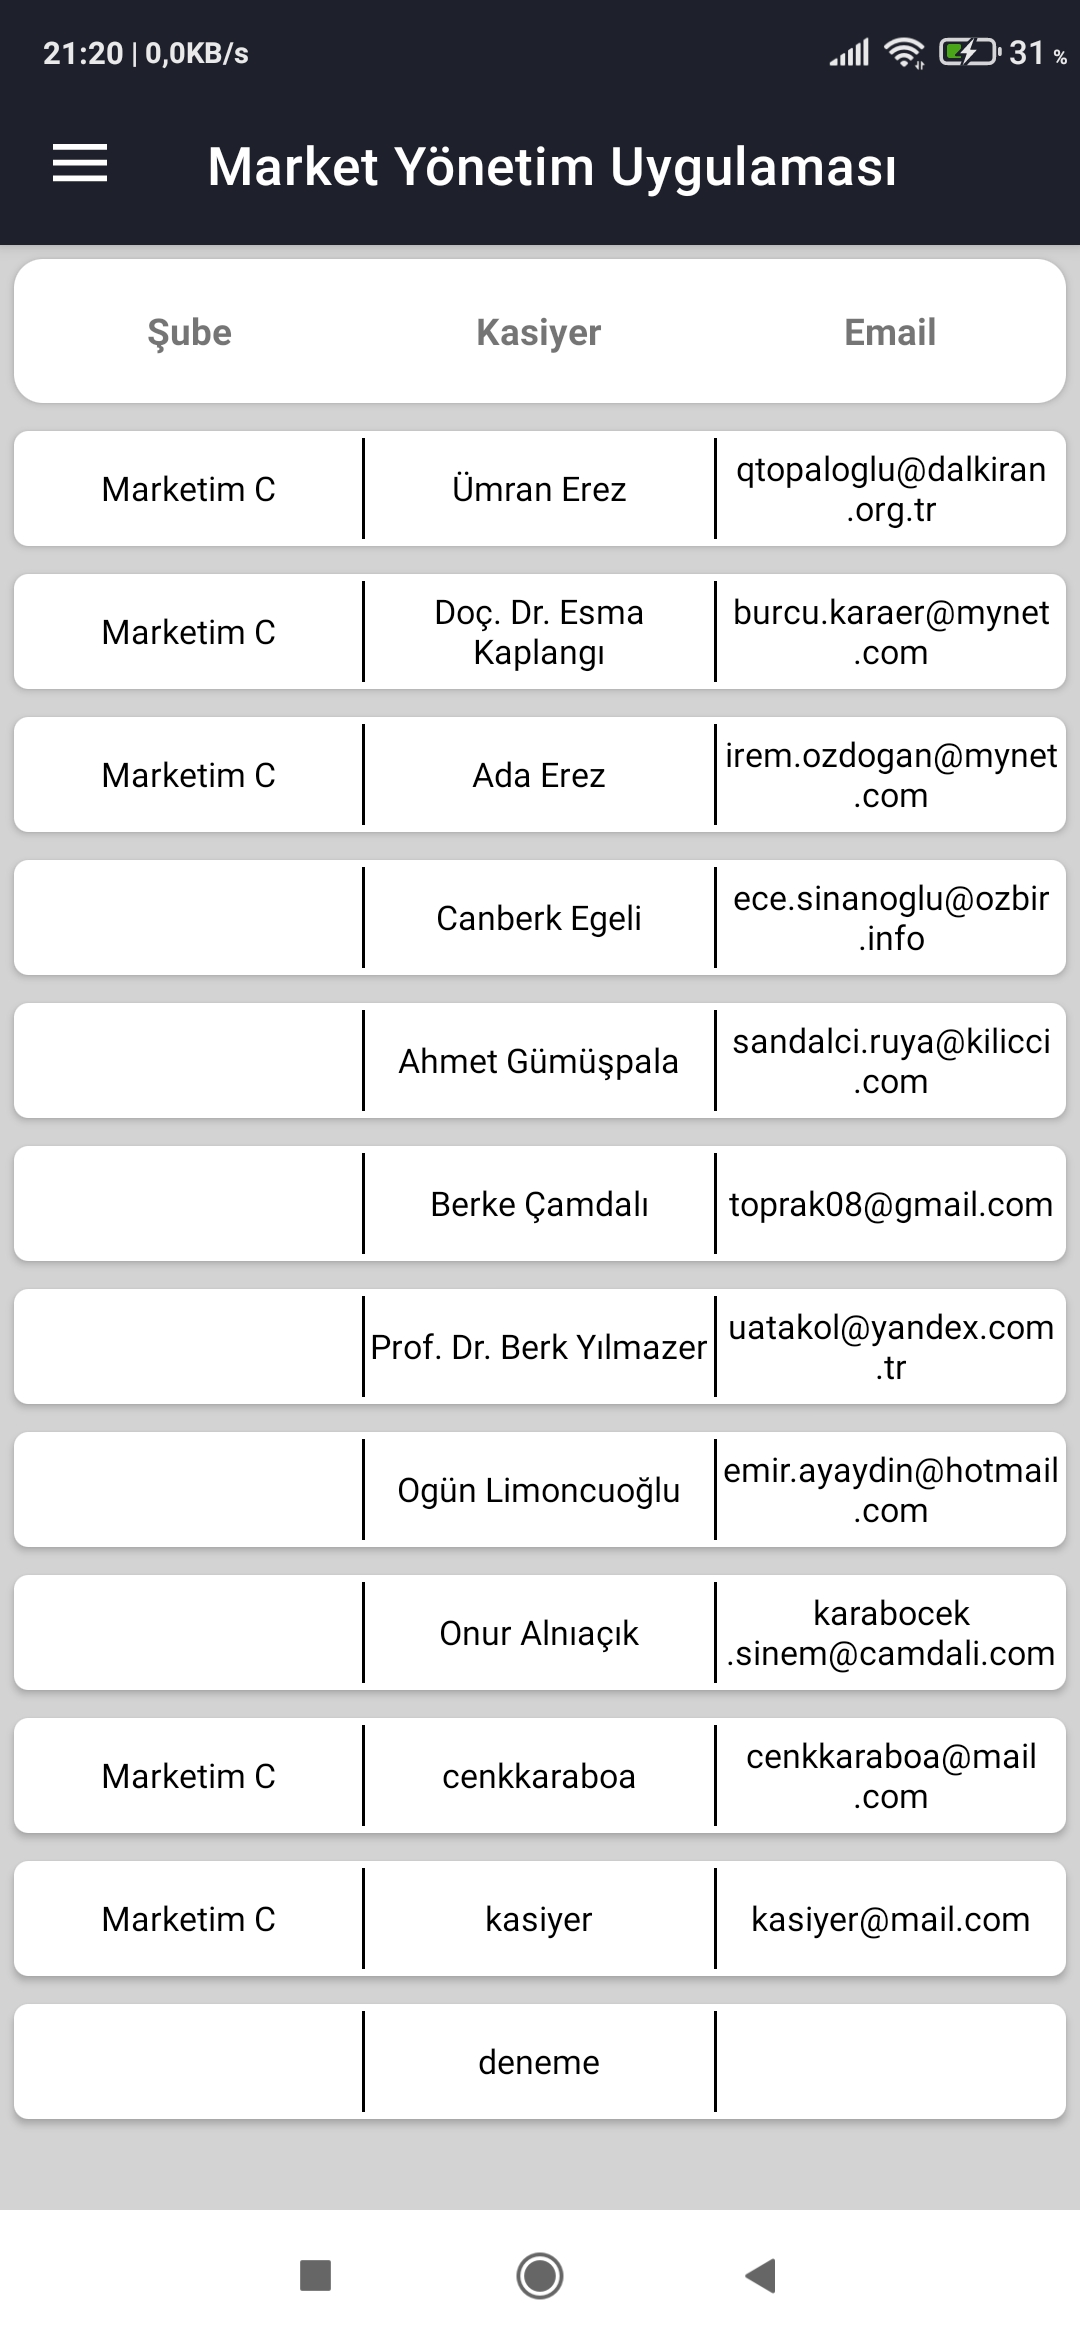 21:20 | 0,0KB/s
31 %
Market Yönetim Uygulaması
Şube Kasiyer Email
Marketim C Ümran Erez qtopaloglu@dalkiran
.org.tr
Marketim C Doç. Dr. Esma
Kaplangı burcu.karaer@mynet
.com
Marketim C Ada Erez irem.ozdogan@mynet
.com
Canberk Egeli ece.sinanoglu@ozbir
.info
Ahmet Gümüşpala sandalci.ruya@kilicci
.com
Berke Çamdalı toprak08@gmail.com
Prof. Dr. Berk Yılmazer uatakol@yandex.com
.tr
Ogün Limoncuoğlu emir.ayaydin@hotmail
.com
Onur Alnıaçık karabocek
.sinem@camdali.com
Marketim C cenkkaraboa cenkkaraboa@mail
.com
Marketim C kasiyer kasiyer@mail.com
deneme